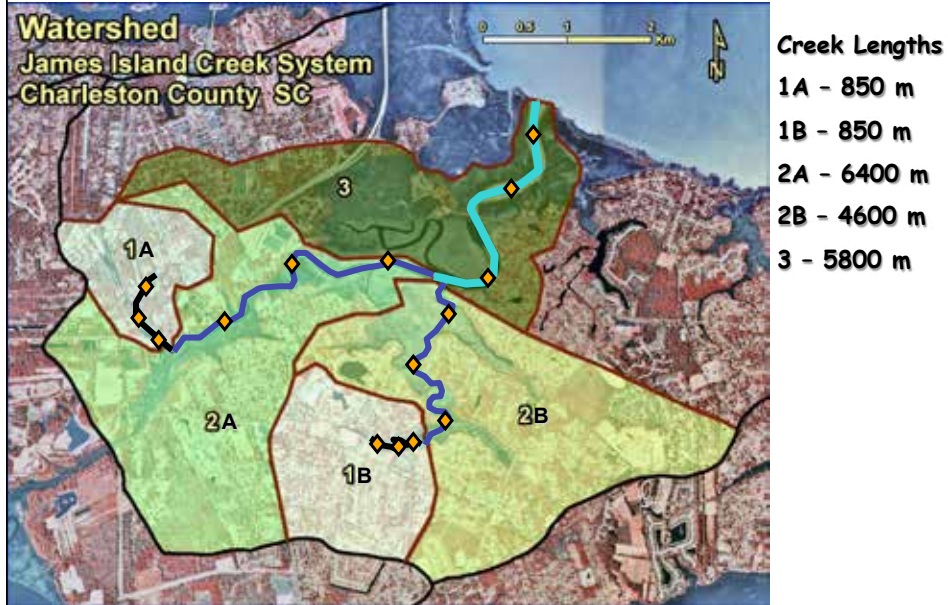 Watershed
James Island Creek System
Charleston County SC
0 0.5 1 2
Km
N
Creek Lengths
1A - 850 m
1B - 850 m
2A - 6400 m
2B - 4600 m
3 - 5800 m
3
1A
2A
2B
1B